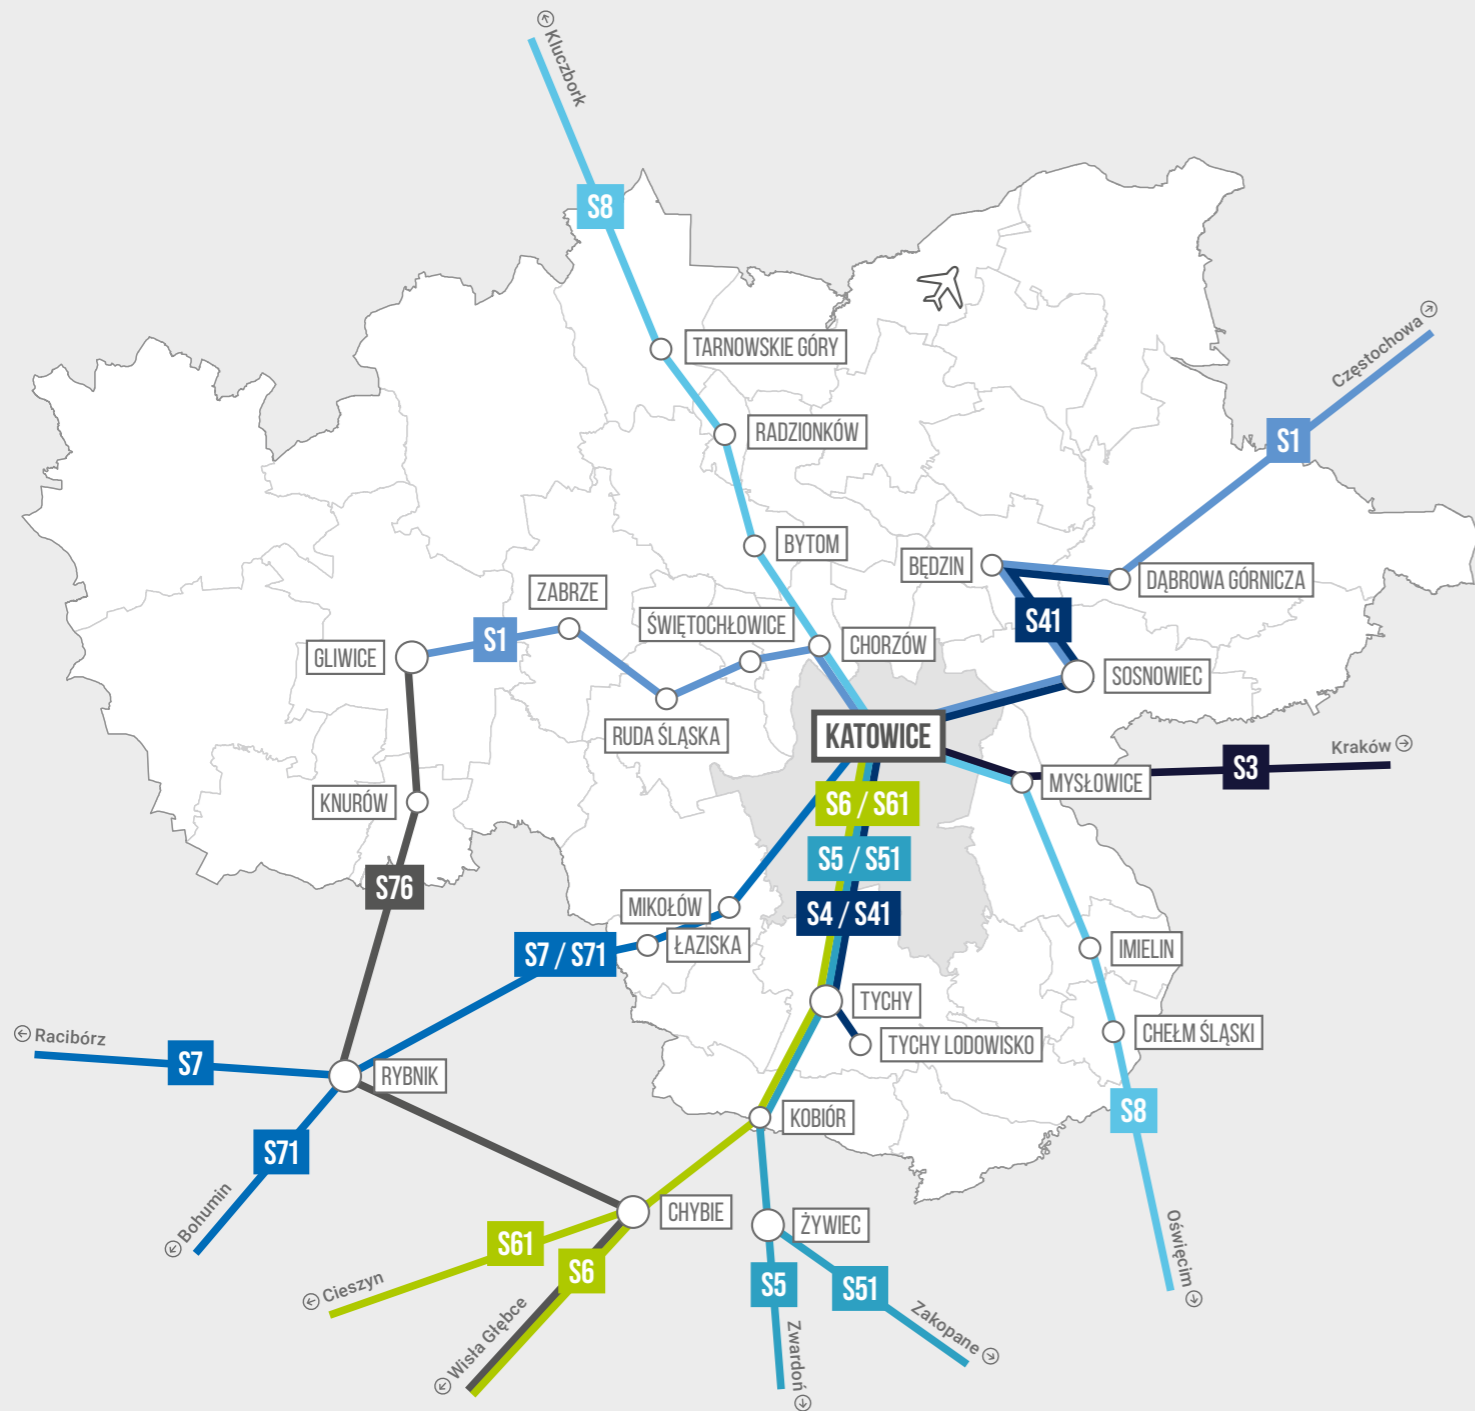 Kluczbork
S8
TARNOWSKIE GÓRY
Częstochowa
RADZIONKÓW
S1
BYTOM
BĘDZIN
DĄBROWA GÓRNICZA
ZABRZE
S41
ŚWIĘTOCHŁOWICE
S1
CHORZÓW
GLIWICE
SOSNOWIEC
RUDA ŚLĄSKA
KATOWICE
Kraków
S3
MYSŁOWICE
KNURÓW
S6 / S61
S5 / S51
S76
MIKOŁÓW
S4 / S41
ŁAZISKA
S7 / S71
IMIELIN
TYCHY
Racibórz
CHEŁM ŚLĄSKI
TYCHY LODOWISKO
S7
RYBNIK
S8
KOBIÓR
S71
CHYBIE
ŻYWIEC
Bohumin
S61
S6
Oświęcim
S5
S51
Cieszyn
Wisła Głębce
Zwardoń
Zakopane